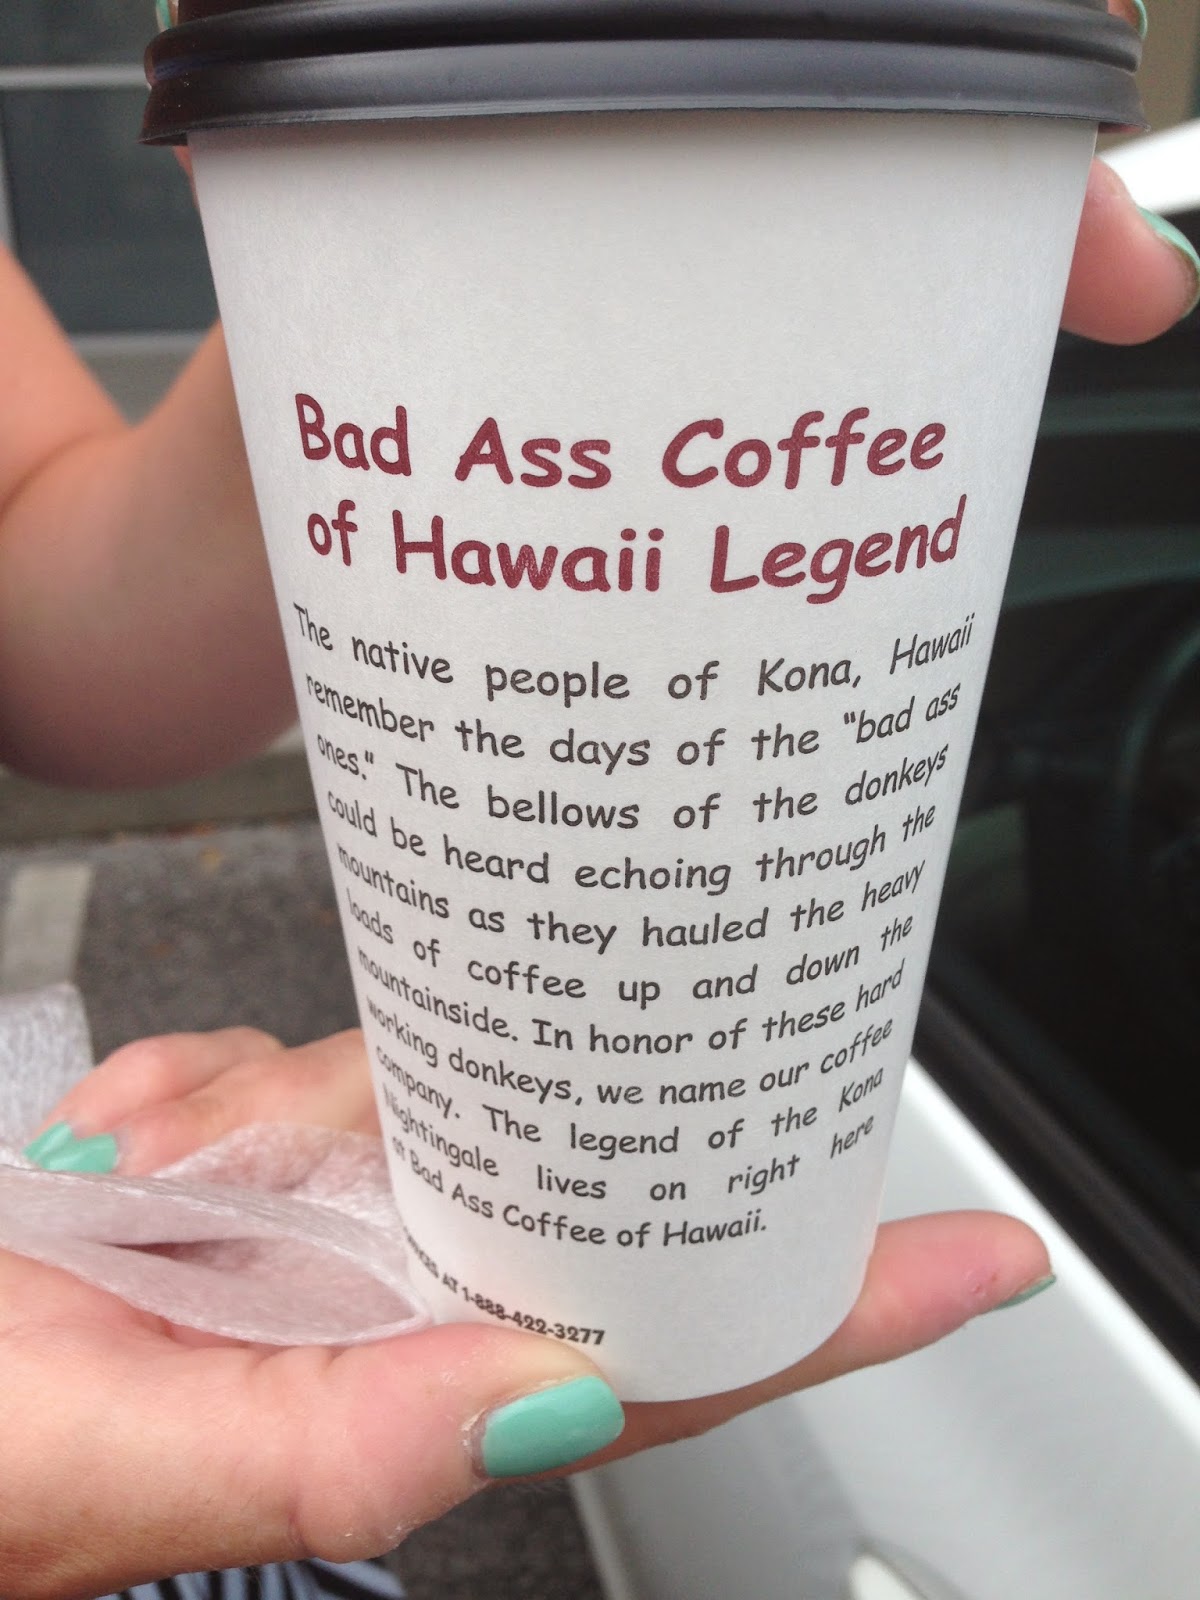 Bad Ass Coffee
of Hawaii Legend
The native people of Kona, Hawaii
remember the days of the "bad ass
ones." The bellows of the donkeys
could be heard echoing through the
mountains as they hauled the heavy
loads of coffee up and down the
mountainside. In honor of these hard
working donkeys, we name our coffee
company. The legend of the Kona
Nightingale lives on right here
at Bad Ass Coffee of Hawaii.
AT 1-888-422-3277